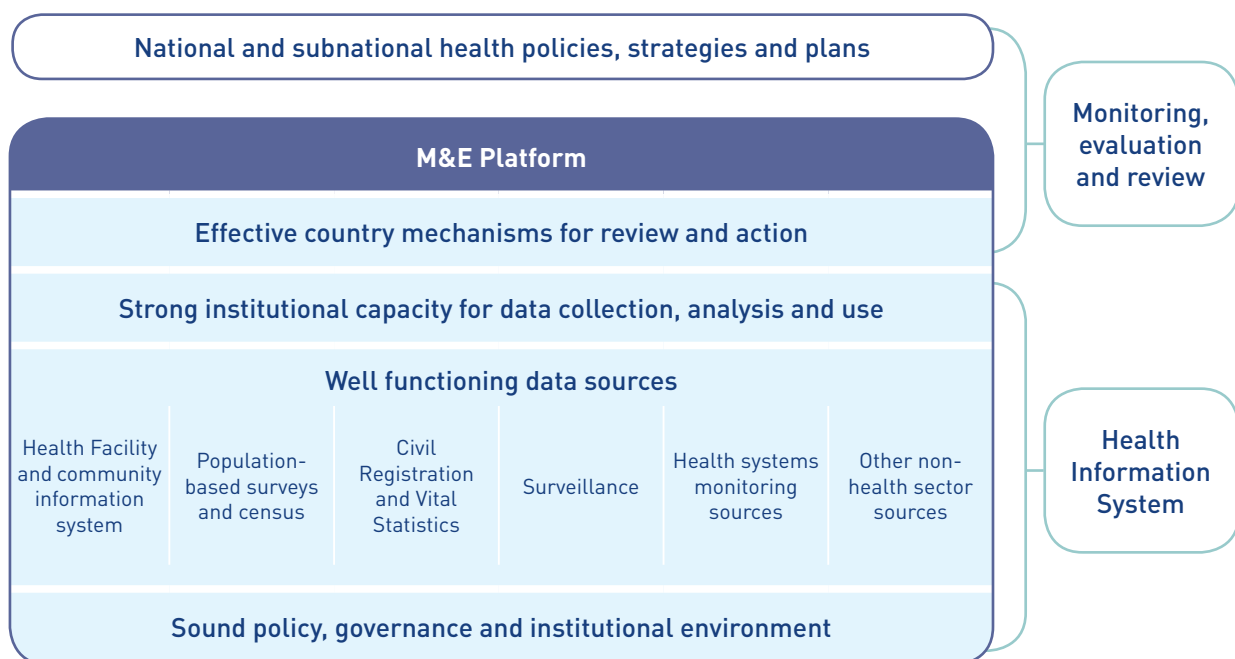 National and subnational health policies, strategies and plans
Monitoring,
evaluation
and review
M&E Platform
Effective country mechanisms for review and action
Strong institutional capacity for data collection, analysis and use
Well functioning data sources
Health Facility
and community
information
system
Population-
based surveys
and census
Civil
Registration
and Vital
Statistics
Surveillance
Health systems
monitoring
sources
Other non-
health sector
sources
Health
Information
System
Sound policy, governance and institutional environment